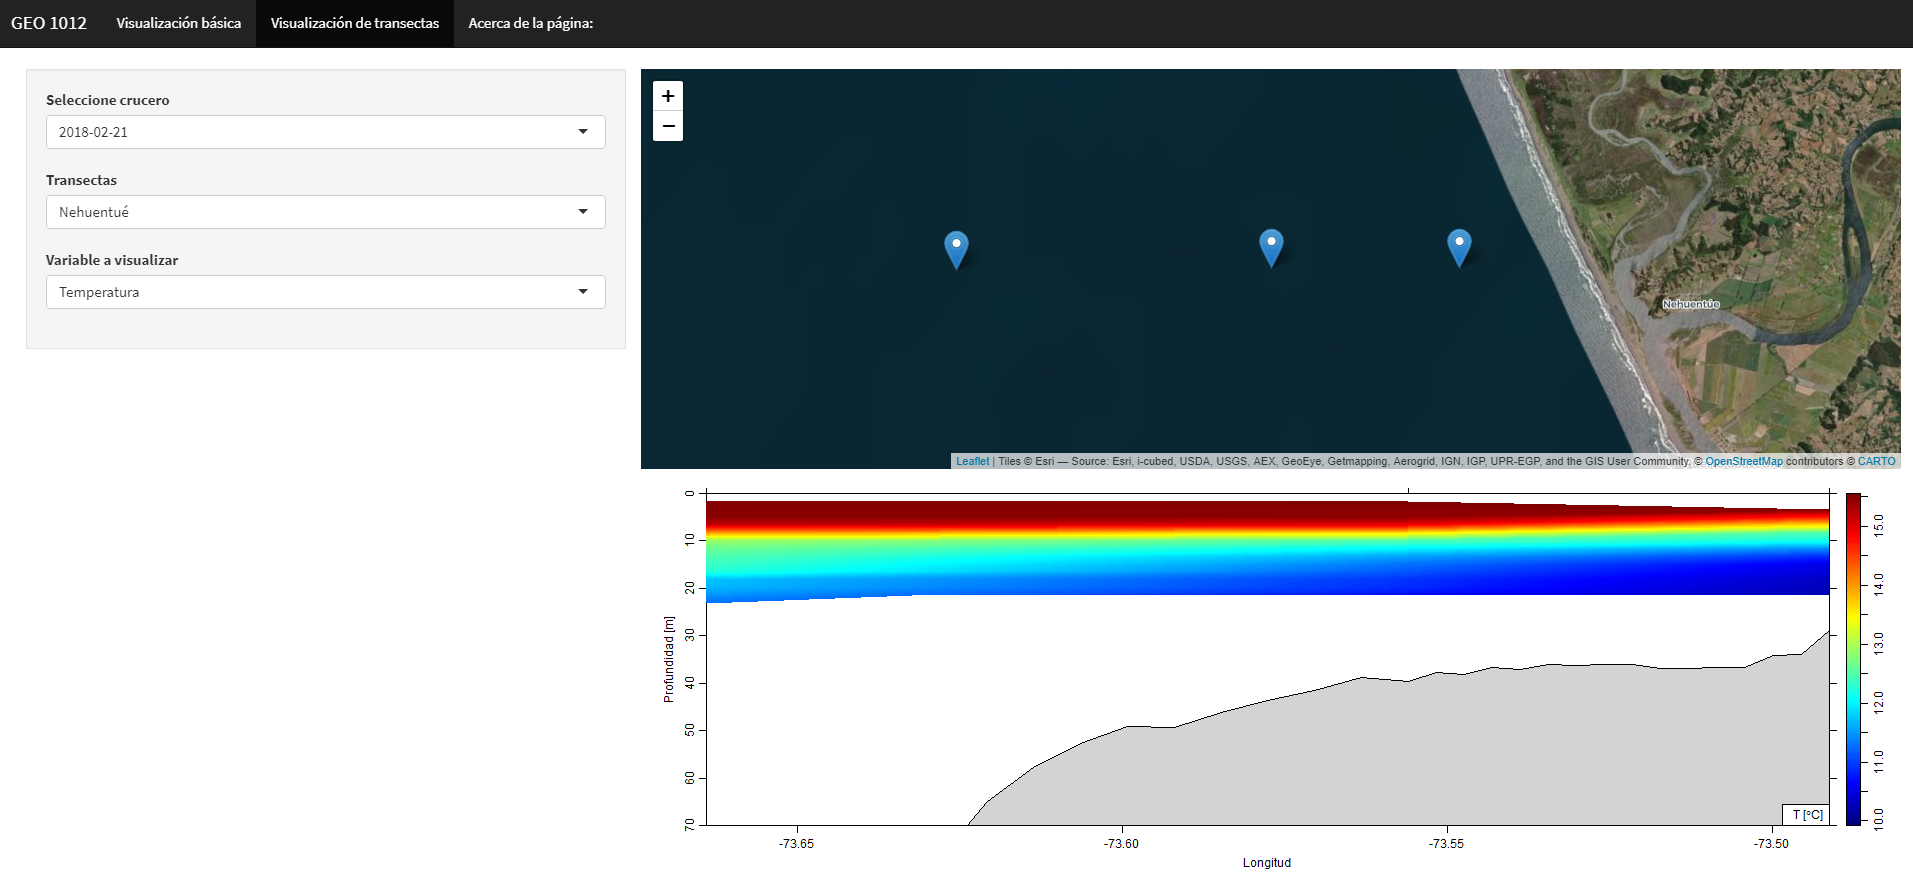 GEO 1012 Visualización básica Visualización de transectas Acerca de la página:
Seleccione crucero
2018-02-21
Transectas
Nehuentué
Variable a visualizar
Temperatura
+
−
Nehuentúe
Leaflet | Tiles © Esri — Source: Esri, i-cubed, USDA, USGS, AEX, GeoEye, Getmapping, Aerogrid, IGN, IGP, UPR-EGP, and the GIS User Community, © OpenStreetMap contributors © CARTO
Profundidad [m]
0
10
20
30
40
50
60
70
-73.65 -73.60 -73.55 -73.50
Longitud
T [°C]
15.0
14.0
13.0
12.0
11.0
10.0